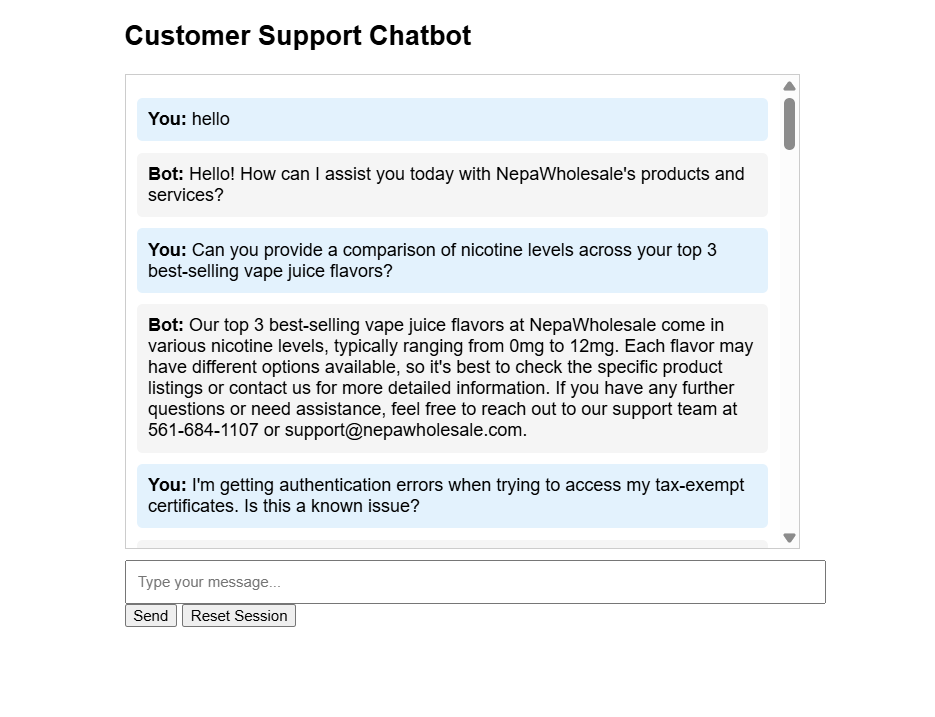 Customer Support Chatbot
You: hello
Bot: Hello! How can I assist you today with NepaWholesale's products and
services?
You: Can you provide a comparison of nicotine levels across your top 3
best-selling vape juice flavors?
Bot: Our top 3 best-selling vape juice flavors at NepaWholesale come in
various nicotine levels, typically ranging from 0mg to 12mg. Each flavor may
have different options available, so it's best to check the specific product
listings or contact us for more detailed information. If you have any further
questions or need assistance, feel free to reach out to our support team at
561-684-1107 or support@nepawholesale.com.
You: I'm getting authentication errors when trying to access my tax-exempt
certificates. Is this a known issue?
Type your message...
Send Reset Session